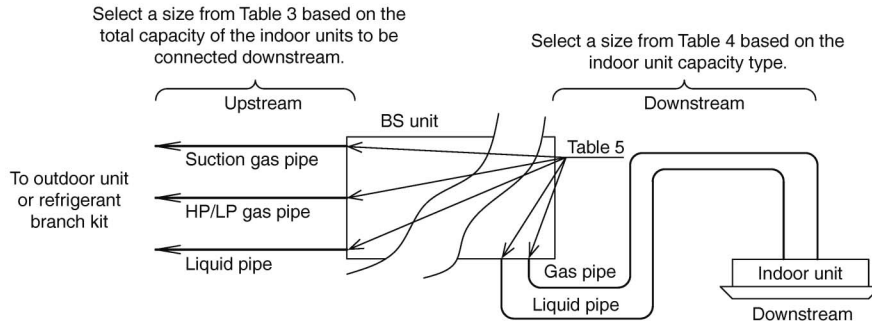 Select a size from Table 3 based on the
total capacity of the indoor units to be
connected downstream.
Select a size from Table 4 based on the
indoor unit capacity type.
Upstream
Downstream
BS unit
Table 5
Suction gas pipe
To outdoor unit
or refrigerant
branch kit
HP/LP gas pipe
Liquid pipe
Gas pipe
Liquid pipe
Indoor unit
Downstream